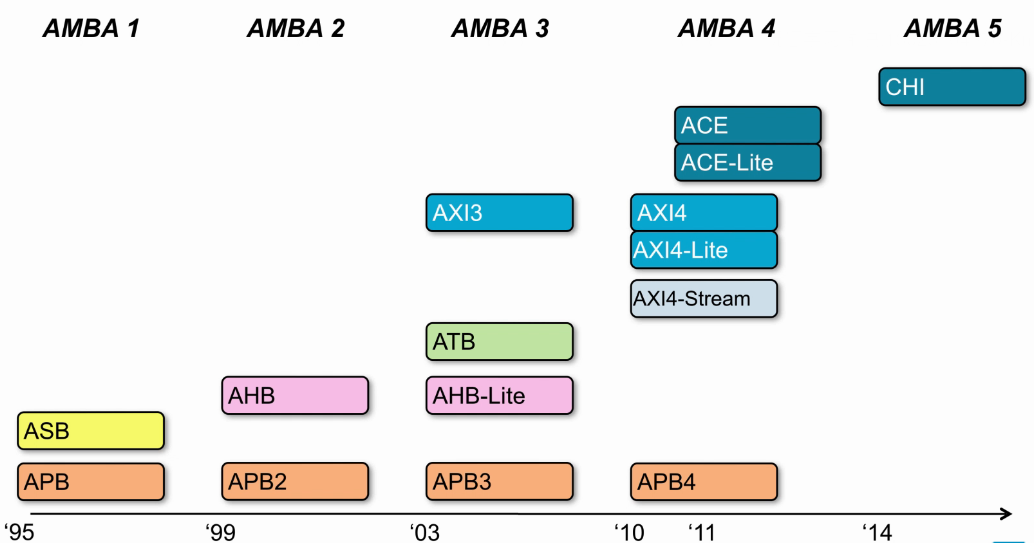 AMBA 1 AMBA 2 AMBA 3 AMBA 4 AMBA 5
CHI
ACE
ACE-Lite
AXI3 AXI4
AXI4-Lite
AXI4-Stream
ATB
AHB AHB-Lite
ASB
APB APB2 APB3 APB4
‘95 ‘99 ‘03 ‘10 ‘11 ‘14